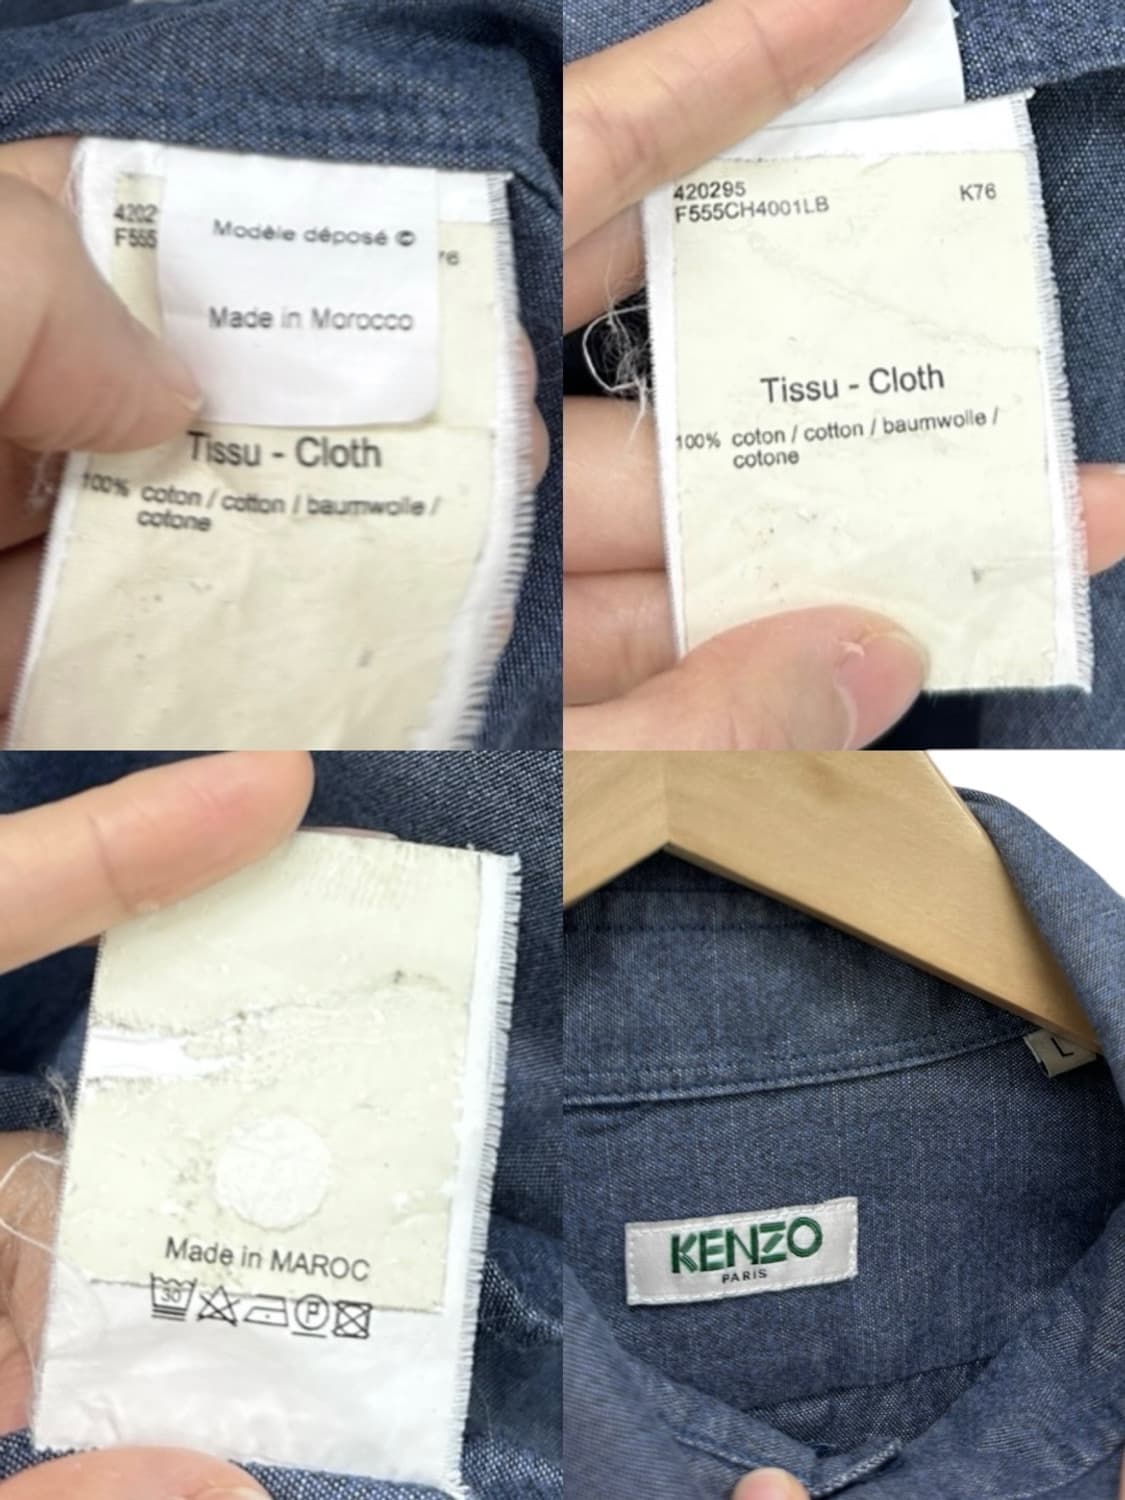 4202
F555
76
Modèle déposé ©
Made in Morocco
Tissu - Cloth
100% coton / cotton / baumwolle /
cotone
420295
F555CH4001LB
K76
Tissu - Cloth
100% coton / cotton / baumwolle /
cotone
Made in MAROC
30
P
L
KENZO
PARIS